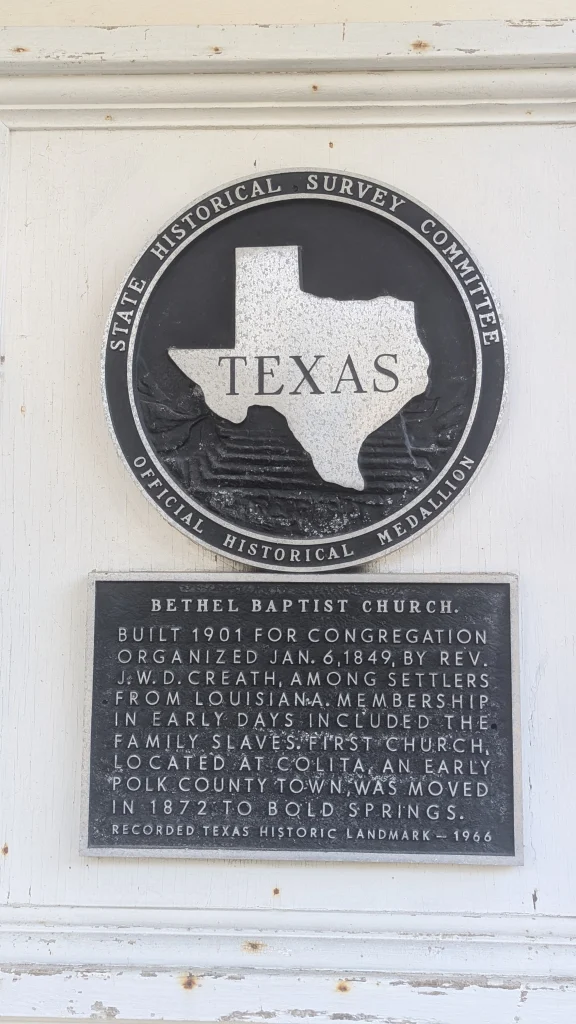 STATE HISTORICAL SURVEY COMMITTEE
TEXAS
OFFICIAL HISTORICAL MEDALLION
BETHEL BAPTIST CHURCH.
BUILT 1901 FOR CONGREGATION
ORGANIZED JAN. 6, 1849, BY REV.
J. W. D. CREATH, AMONG SETTLERS
FROM LOUISIANA. MEMBERSHIP
IN EARLY DAYS INCLUDED THE
FAMILY SLAVES. FIRST CHURCH,
LOCATED AT COLITA, AN EARLY
POLK COUNTY TOWN, WAS MOVED
IN 1872 TO BOLD SPRINGS.
RECORDED TEXAS HISTORIC LANDMARK – 1966